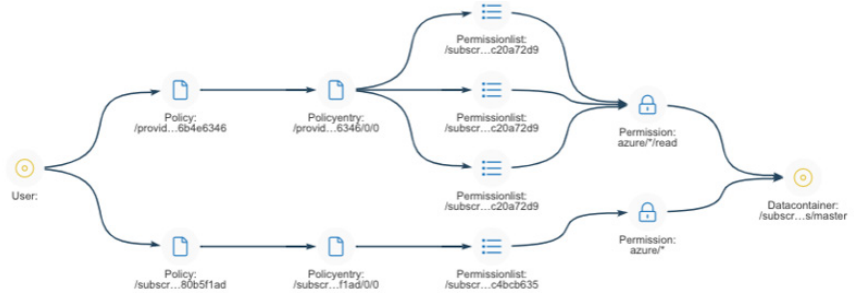 Permissionlist:
/subscr…c20a72d9
Policy:
/provid…6b4e6346
Policyentry:
/provid…6346/0/0
Permissionlist:
/subscr…c20a72d9
Permission:
azure/*/read
User:
Permissionlist:
/subscr…c20a72d9
Datacontainer:
/subscr…s/master
Permission:
azure/*
Policy:
/subscr…80b5f1ad
Policyentry:
/subscr…f1ad/0/0
Permissionlist:
/subscr…c4bcb635